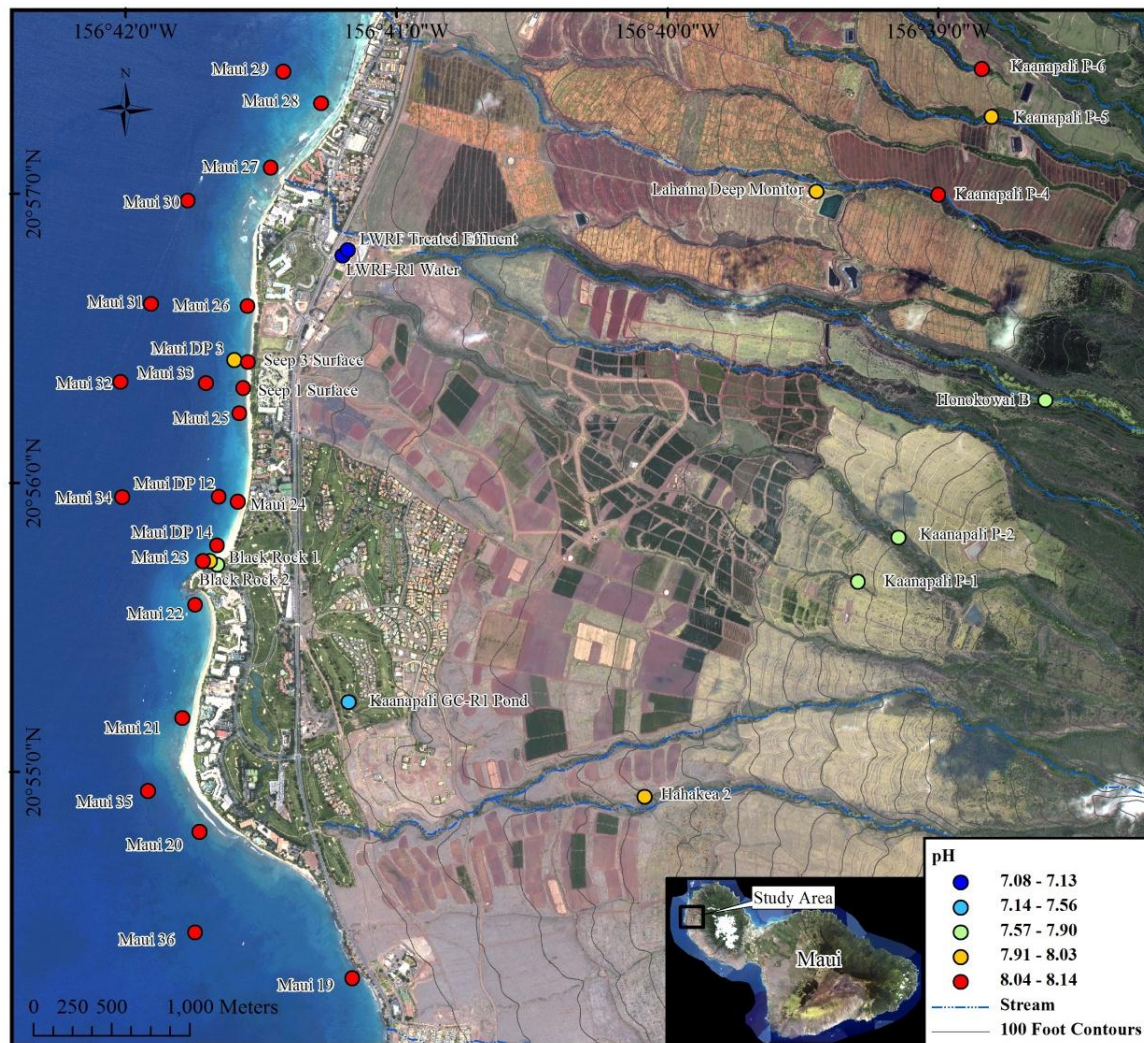 156°42'0"W
156°41'0"W
156°40'0"W
156°39'0"W
N
Maui 29
Kaanapali P-6
Maui 28
Kaanapali P-5
Maui 27
Lahaina Deep Monitor
Kaanapali P-4
20°57'0"N
Maui 30
LWRF Treated Effluent
LWRF-R1 Water
Maui 31
Maui 26
Maui DP 3
Seep 3 Surface
Maui 32
Maui 33
Seep 1 Surface
Honokowai B
Maui 25
20°56'0"N
Maui 34
Maui DP 12
Maui 24
Maui DP 14
Kaanapali P-2
Maui 23
Black Rock 1
Black Rock 2
Kaanapali P-1
Maui 22
Kaanapali GC-R1 Pond
Maui 21
20°55'0"N
Maui 35
Hahakea 2
Maui 20
Maui 36
Maui 19
0 250 500 1,000 Meters
Study Area
Maui
pH
7.08 - 7.13
7.14 - 7.56
7.57 - 7.90
7.91 - 8.03
8.04 - 8.14
Stream
100 Foot Contours